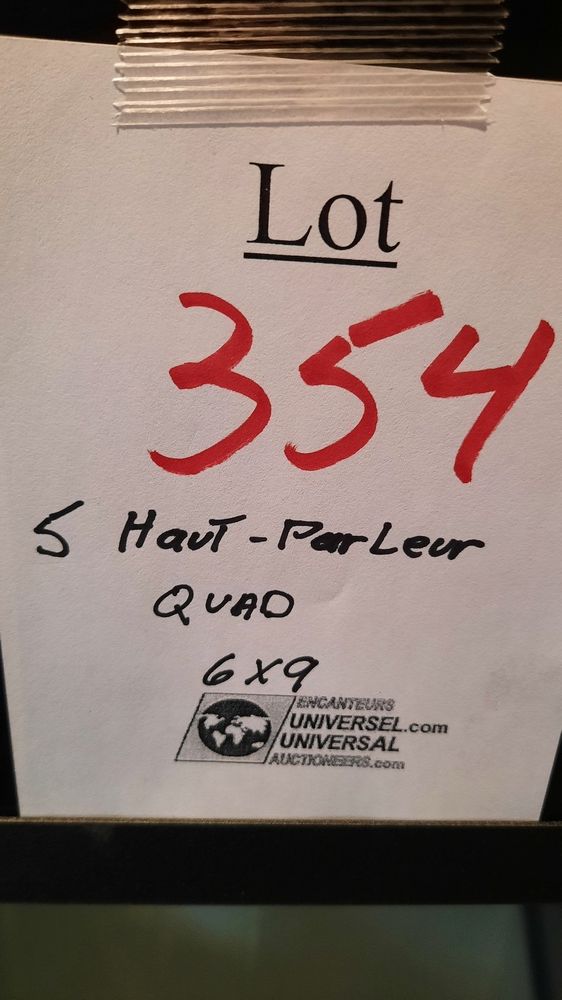 Lot
354
5 Haut-Parleur
QUAD
6x9
ENCANTEURS
UNIVERSEL.com
UNIVERSAL
AUCTIONEERS.com